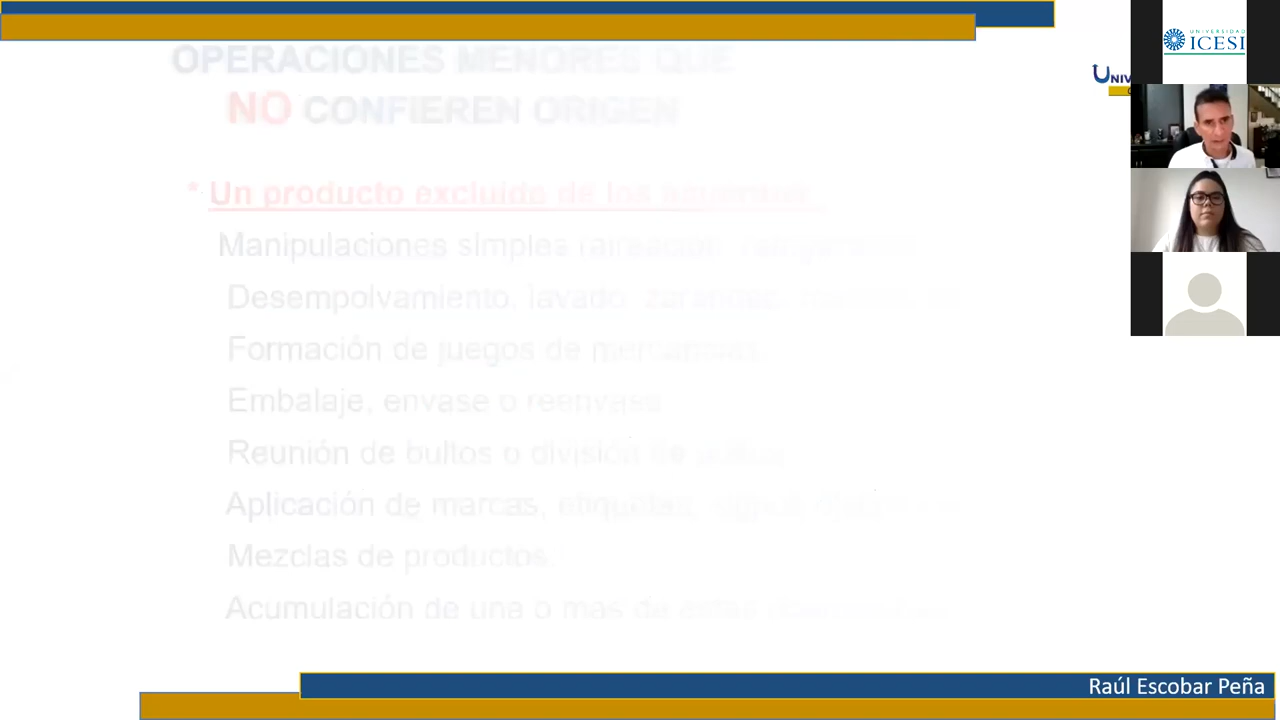 OPERACIONES MENORES QUE
NO CONFIEREN ORIGEN
* Un producto excluido de los
Manipulaciones simples
Desempolvamiento, lavado
Formación de juegos de mercancías
Embalaje, envase o reenvase
Reunión de bultos o división de
Aplicación de marcas, etiquetas
Mezclas de productos.
Acumulación de una o mas de estas
Raúl Escobar Peña
UNIVERSIDAD
ICESI
UNIV